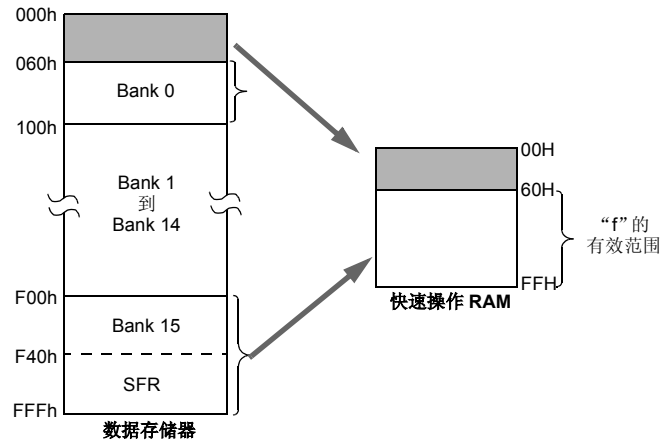 000h
060h
Bank 0
100h
Bank 1
到
Bank 14
F00h
Bank 15
F40h
SFR
FFFh
数据存储器
00H
60H
“f”的
有效范围
FFH
快速操作 RAM